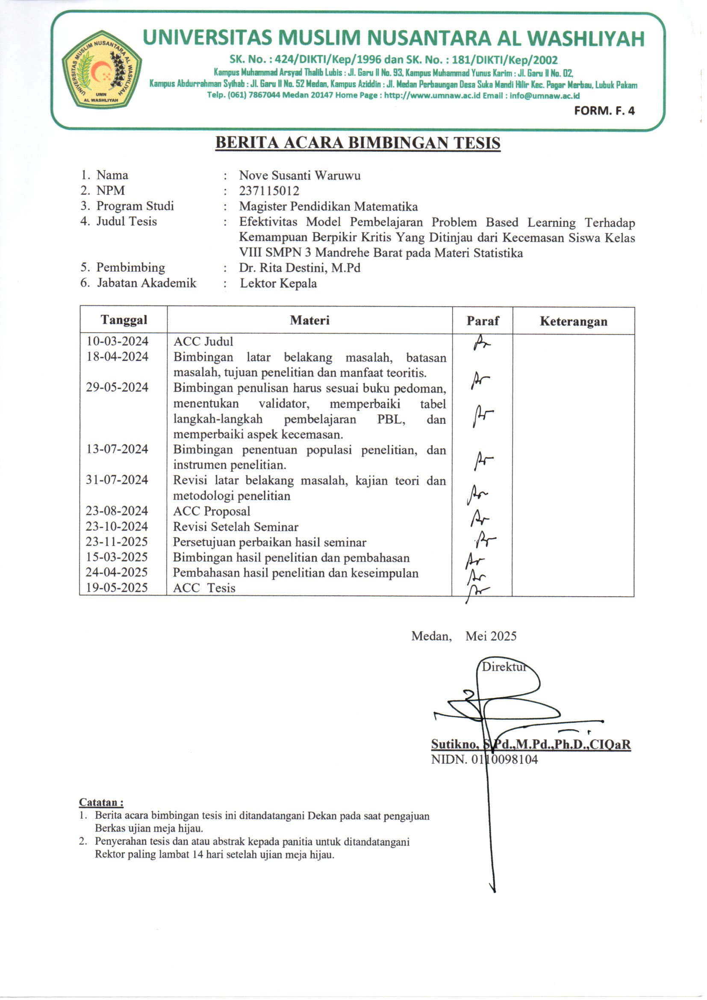 UNIVERSITAS MUSLIM NUSANTARA AL WASHLIYAH
UMN
AL WASHLIYAH
UNIVERSITAS MUSLIM NUSANTARA AL WASHLIYAH
SK. No. : 424/DIKTI/Kep/1996 dan SK. No. : 181/DIKTI/Kep/2002
Kampus Muhammad Arsyad Thalib Lubis : Jl. Garu II No. 93, Kampus Muhammad Yunus Karim : Jl. Garu II No. 02,
Kampus Abdurrahman Syihab : Jl. Garu II No. 52 Medan, Kampus Aziddin : Jl. Medan Perbaungan Desa Suka Mandi Hilir Kec. Pagar Merbau, Lubuk Pakam
Telp. (061) 7867044 Medan 20147 Home Page : http://www.umnaw.ac.id Email : info@umnaw.ac.id
FORM. F. 4
BERITA ACARA BIMBINGAN TESIS
1. Nama : Nove Susanti Waruwu
2. NPM : 237115012
3. Program Studi : Magister Pendidikan Matematika
4. Judul Tesis : Efektivitas Model Pembelajaran Problem Based Learning Terhadap
Kemampuan Berpikir Kritis Yang Ditinjau dari Kecemasan Siswa Kelas
VIII SMPN 3 Mandrehe Barat pada Materi Statistika
5. Pembimbing : Dr. Rita Destini, M.Pd
6. Jabatan Akademik : Lektor Kepala
Tanggal Materi Paraf Keterangan
10-03-2024 ACC Judul
18-04-2024 Bimbingan latar belakang masalah, batasan
masalah, tujuan penelitian dan manfaat teoritis.
29-05-2024 Bimbingan penulisan harus sesuai buku pedoman,
menentukan validator, memperbaiki tabel
langkah-langkah pembelajaran PBL, dan
memperbaiki aspek kecemasan.
13-07-2024 Bimbingan penentuan populasi penelitian, dan
instrumen penelitian.
31-07-2024 Revisi latar belakang masalah, kajian teori dan
metodologi penelitian
23-08-2024 ACC Proposal
23-10-2024 Revisi Setelah Seminar
23-11-2025 Persetujuan perbaikan hasil seminar
15-03-2025 Bimbingan hasil penelitian dan pembahasan
24-04-2025 Pembahasan hasil penelitian dan keseimpulan
19-05-2025 ACC Tesis
Medan, Mei 2025
Direktur
Sutikno, S.Pd.,M.Pd.,Ph.D.,CIQaR
NIDN. 0110098104
Catatan :
1. Berita acara bimbingan tesis ini ditandatangani Dekan pada saat pengajuan
Berkas ujian meja hijau.
2. Penyerahan tesis dan atau abstrak kepada panitia untuk ditandatangani
Rektor paling lambat 14 hari setelah ujian meja hijau.